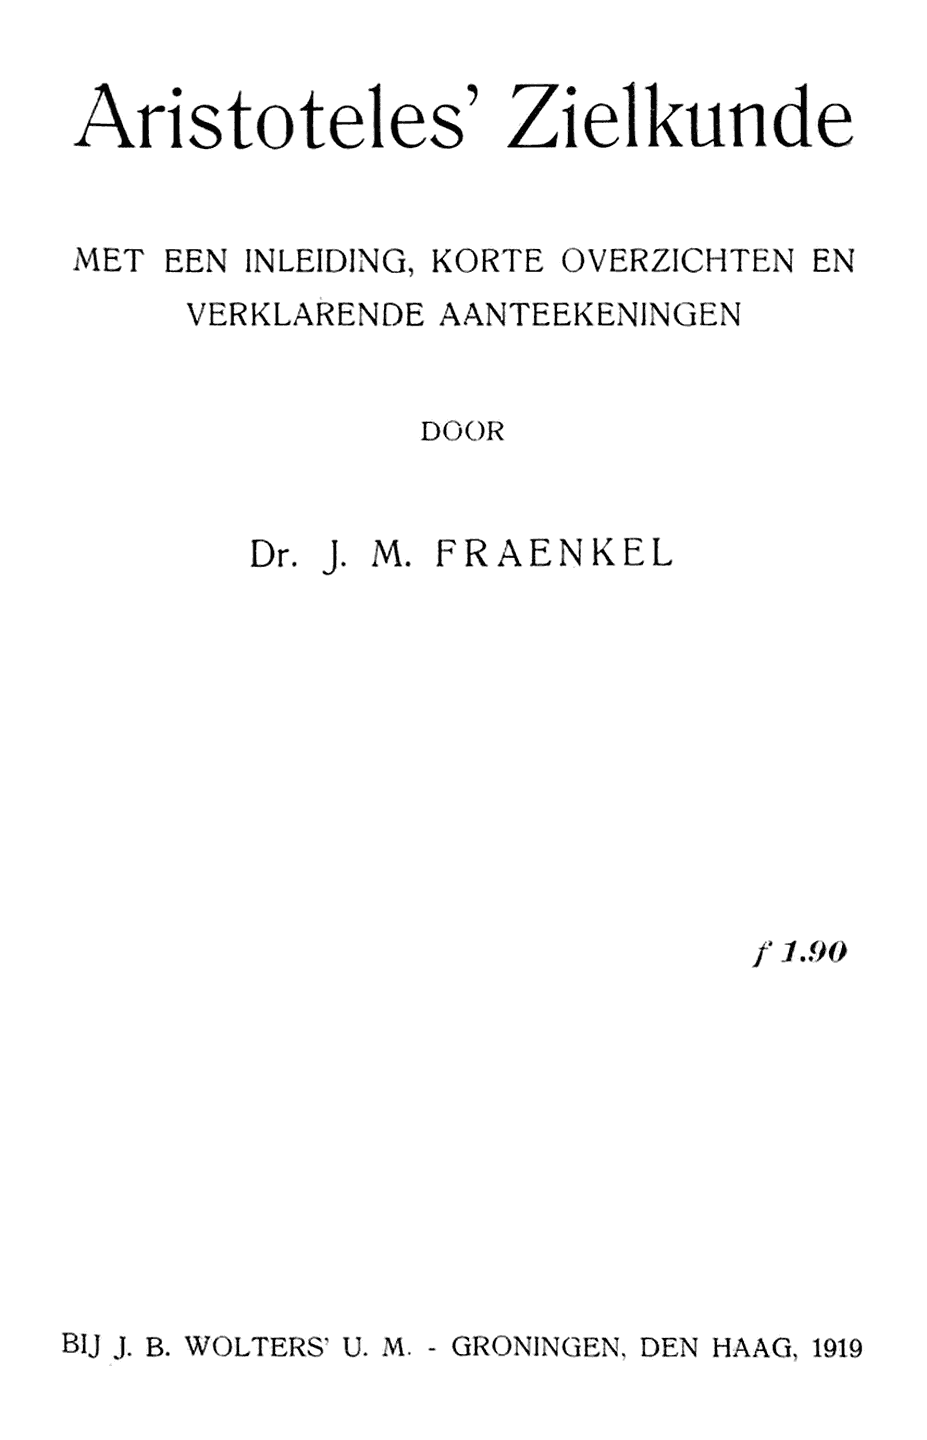 Aristoteles' Zielkunde
MET EEN INLEIDING, KORTE OVERZICHTEN EN
VERKLARENDE AANTEEKENINGEN
DOOR
Dr. J. M. FRAENKEL
f 1.90
BIJ J. B. WOLTERS' U. M. - GRONINGEN, DEN HAAG, 1919